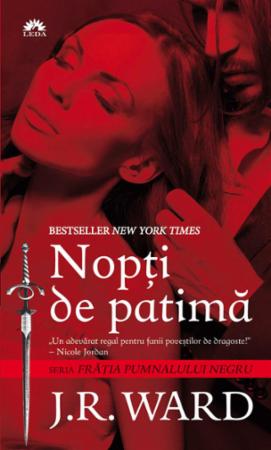 LEDA
BESTSELLER NEW YORK TIMES
Nopți
de patimă
„Un adevărat regal pentru fanii poveștilor de dragoste!”
– Nicole Jordan
SERIA FRĂȚIA PUMNALULUI NEGRU
J.R. WARD